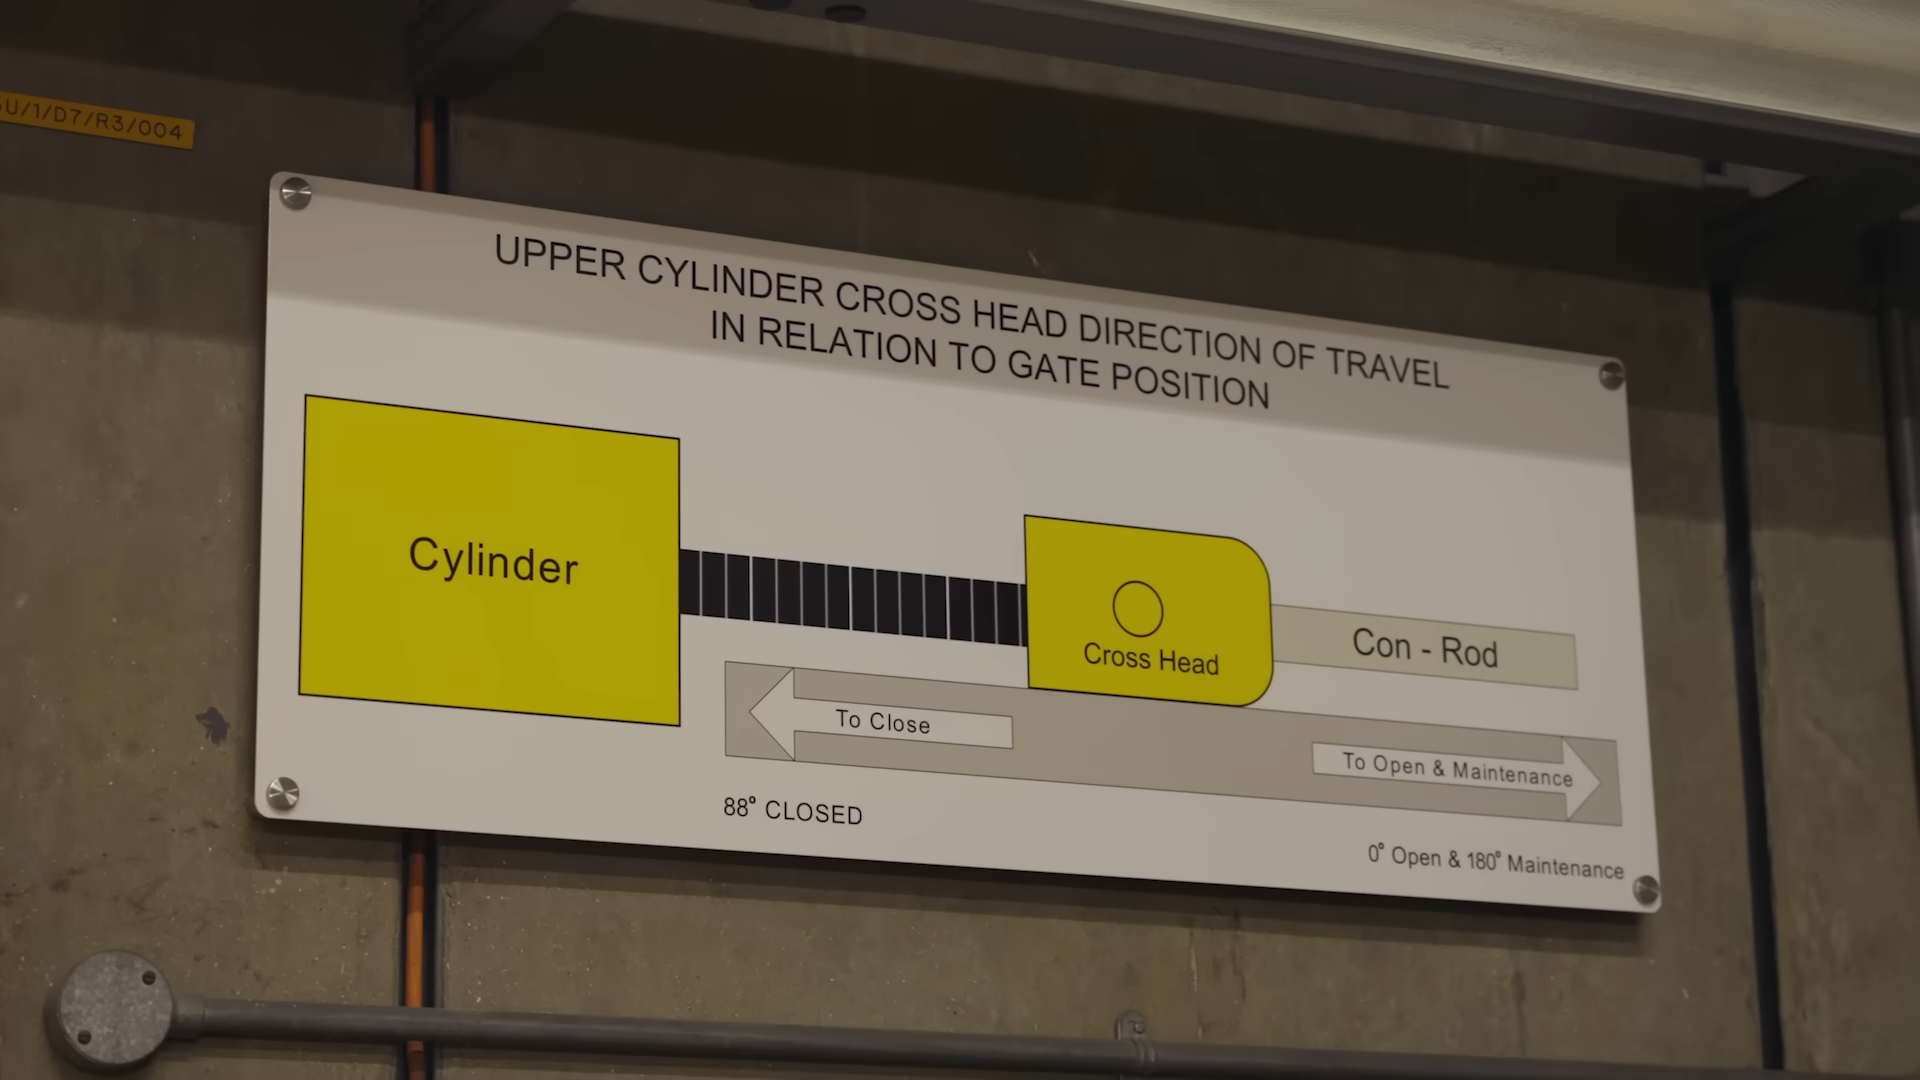 SU/1/D7/R3/004
UPPER CYLINDER CROSS HEAD DIRECTION OF TRAVEL
IN RELATION TO GATE POSITION
Cylinder
Cross Head
Con - Rod
To Close
To Open & Maintenance
88° CLOSED
0° Open & 180° Maintenance